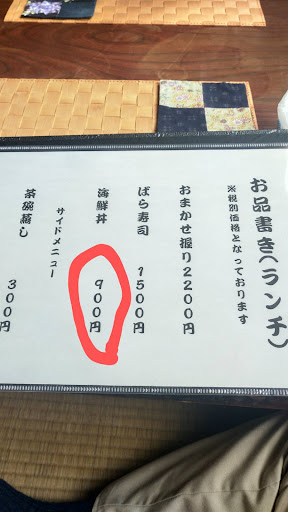 お品書き(ランチ)
※税別価格となっております
おまかせ握り2200円
ばら寿司 1500円
海鮮丼 900円
サイドメニュー
茶碗蒸し 300円